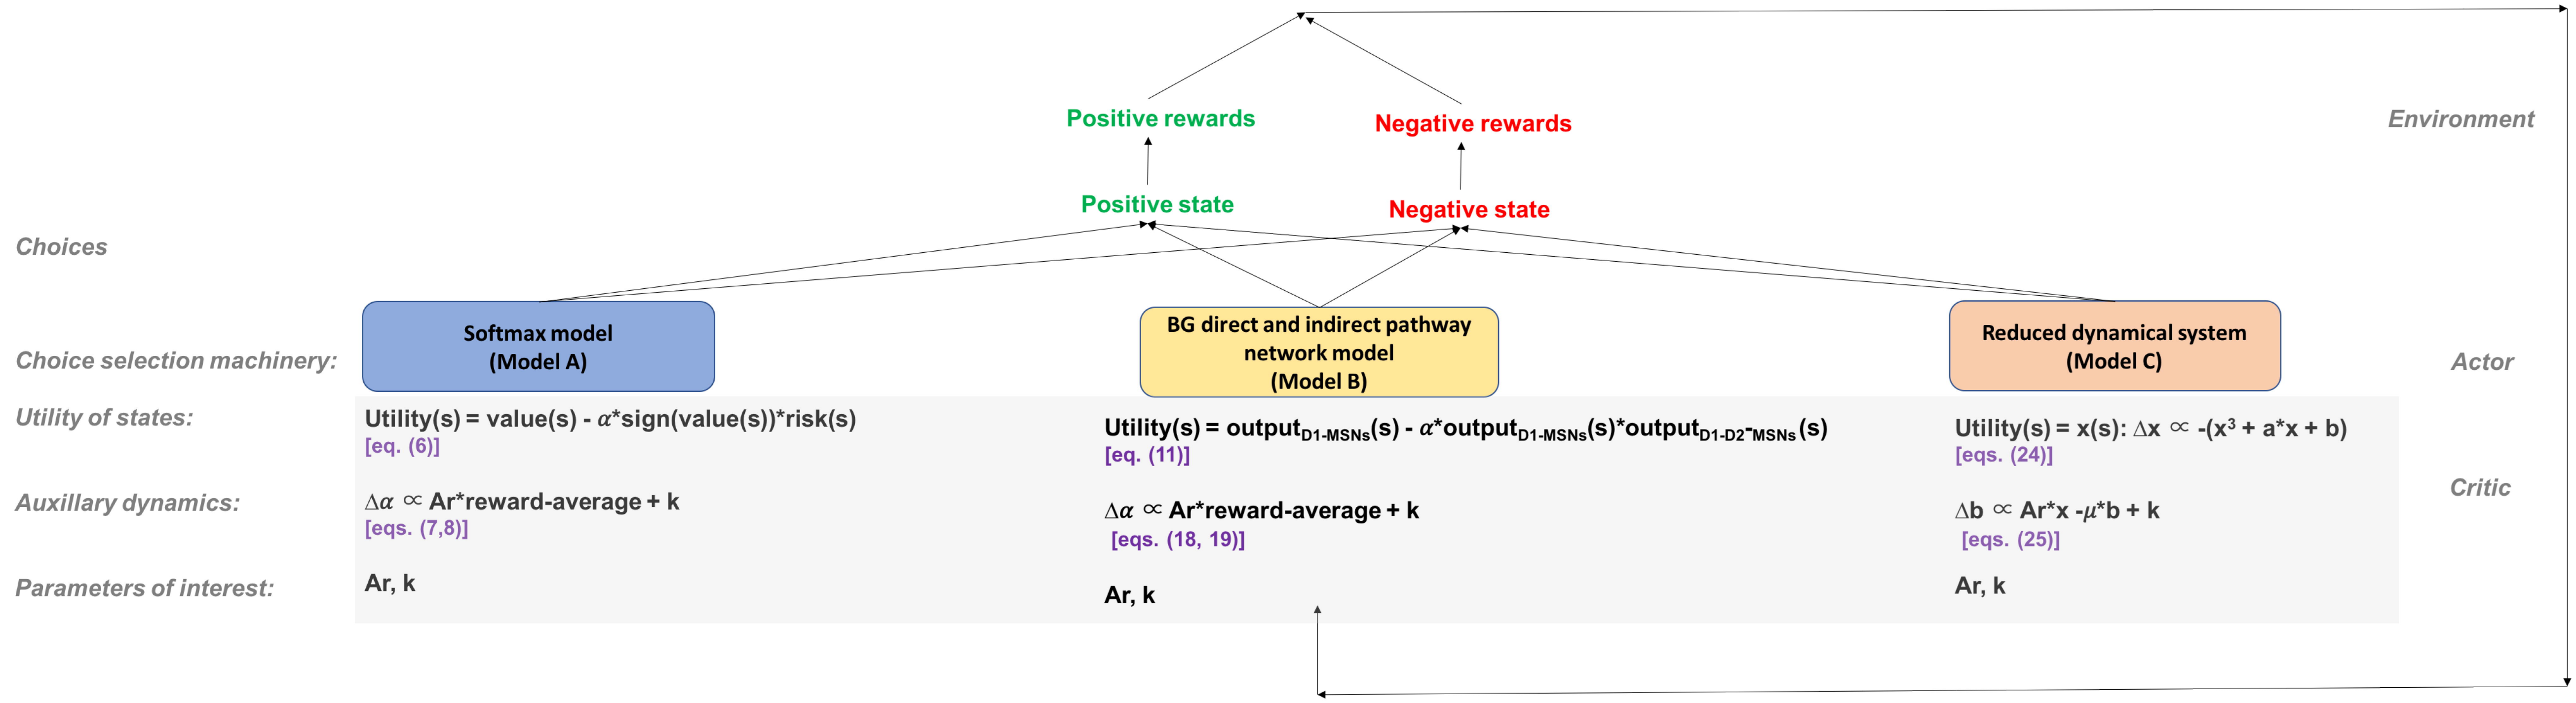 Positive rewards
Negative rewards
Environment
Positive state
Negative state
Choices
Softmax model
(Model A)
BG direct and indirect pathway
network model
(Model B)
Reduced dynamical system
(Model C)
Choice selection machinery:
Actor
Utility of states:
Utility(s) = value(s) - α*sign(value(s))*risk(s)
[eq. (6)]
Utility(s) = output_D1-MSNs(s) - α*output_D1-MSNs(s)*output_D1-D2-MSNs (s)
[eq. (11)]
Utility(s) = x(s): Δx ∝ -(x³ + a*x + b)
[eqs. (24)]
Auxillary dynamics:
Δα ∝ Ar*reward-average + k
[eqs. (7,8)]
Δα ∝ Ar*reward-average + k
[eqs. (18, 19)]
Δb ∝ Ar*x -μ*b + k
[eqs. (25)]
Critic
Parameters of interest:
Ar, k
Ar, k
Ar, k